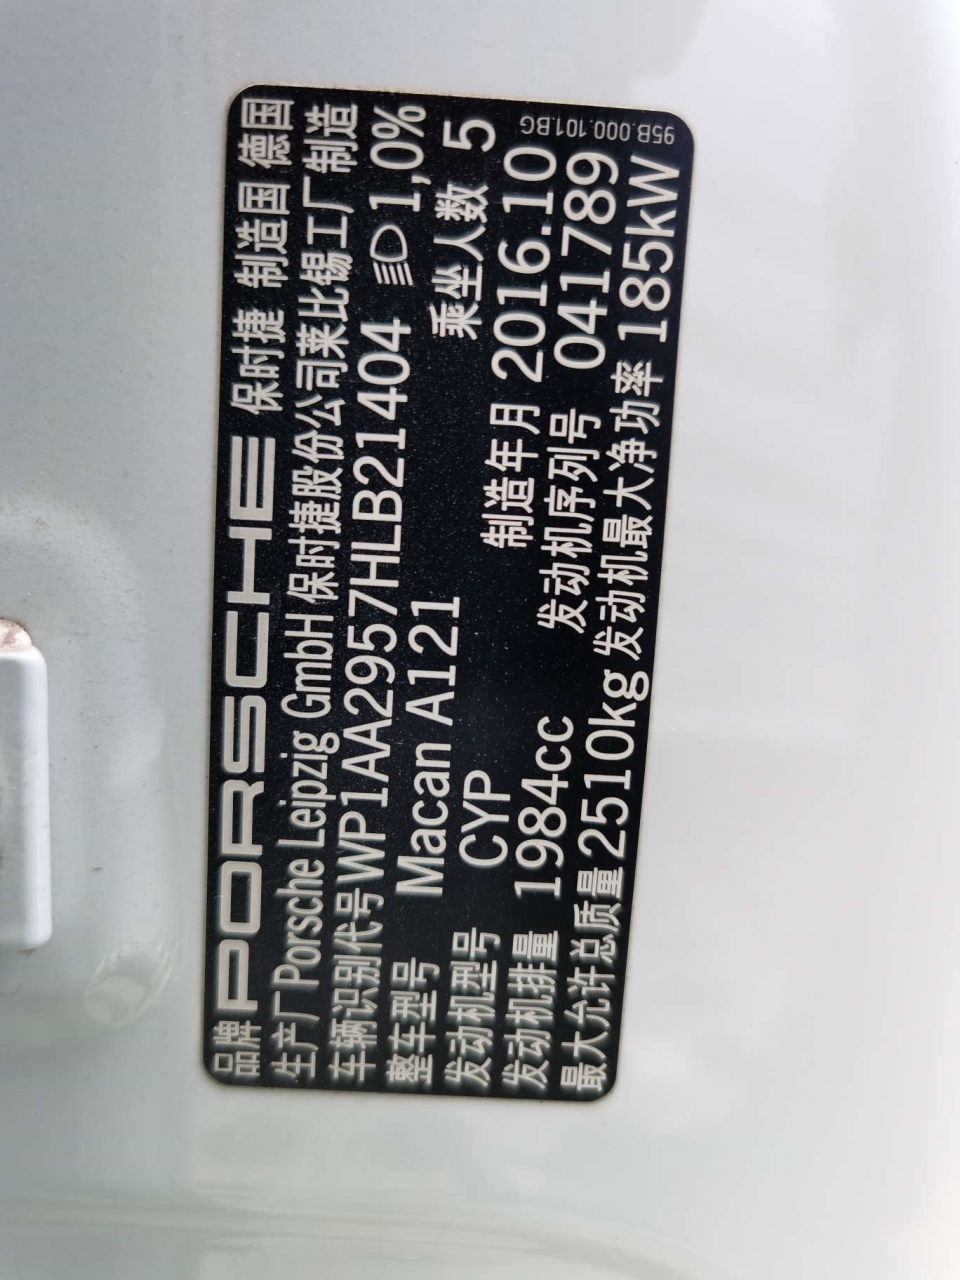 品牌 PORSCHE 保时捷 制造国 德国
生产厂 Porsche Leipzig GmbH 保时捷股份公司莱比锡工厂制造
车辆识别代号 WP1AA2957HLB21404 1,0%
整车型号 Macan A121 乘坐人数 5
发动机型号 CYP 制造年月 2016.10
发动机排量 1984cc 发动机序列号 041789
最大允许总质量 2510kg 发动机最大净功率 185kW
95B.000.101.BG